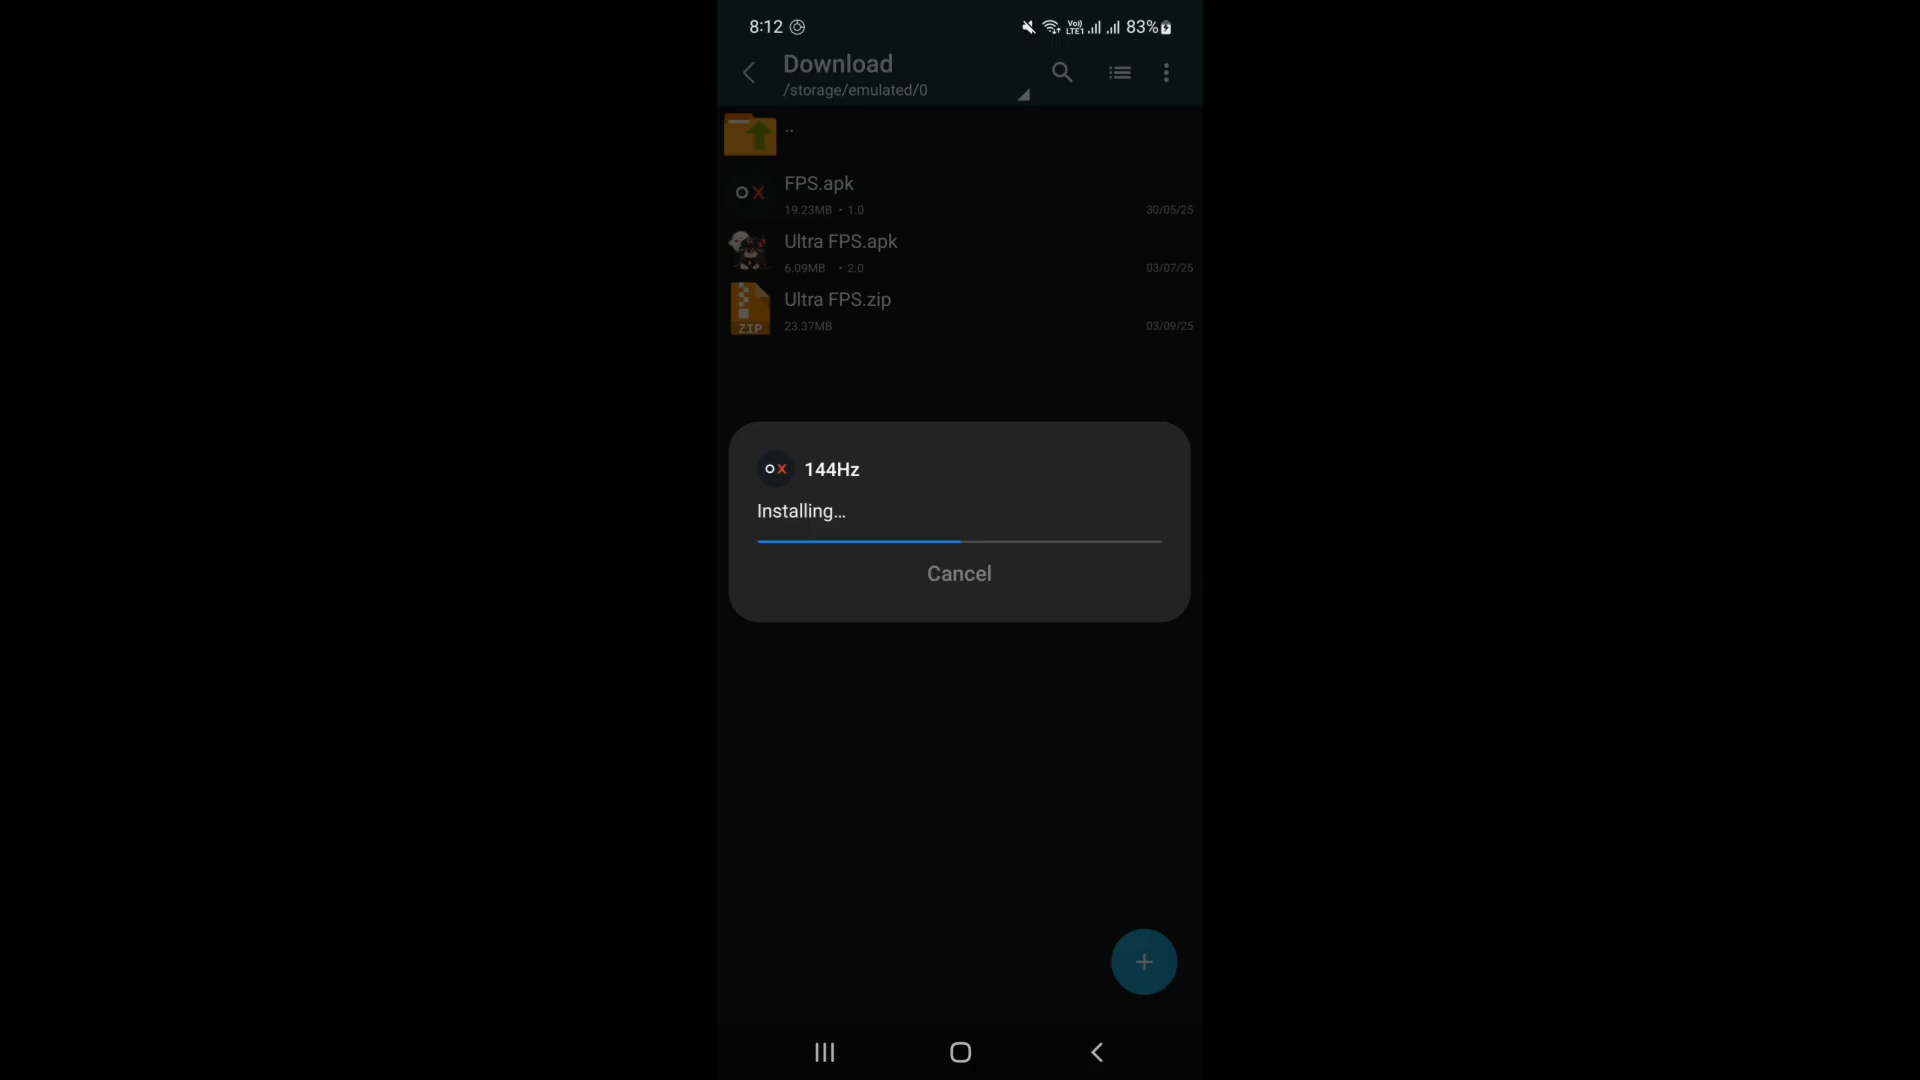 8:12
Vo)) LTE1 83%
Download
/storage/emulated/0
..
FPS.apk
19.23MB • 1.0 30/05/25
Ultra FPS.apk
6.09MB • 2.0 03/07/25
Ultra FPS.zip
ZIP
23.37MB 03/09/25
144Hz
Installing...
Cancel